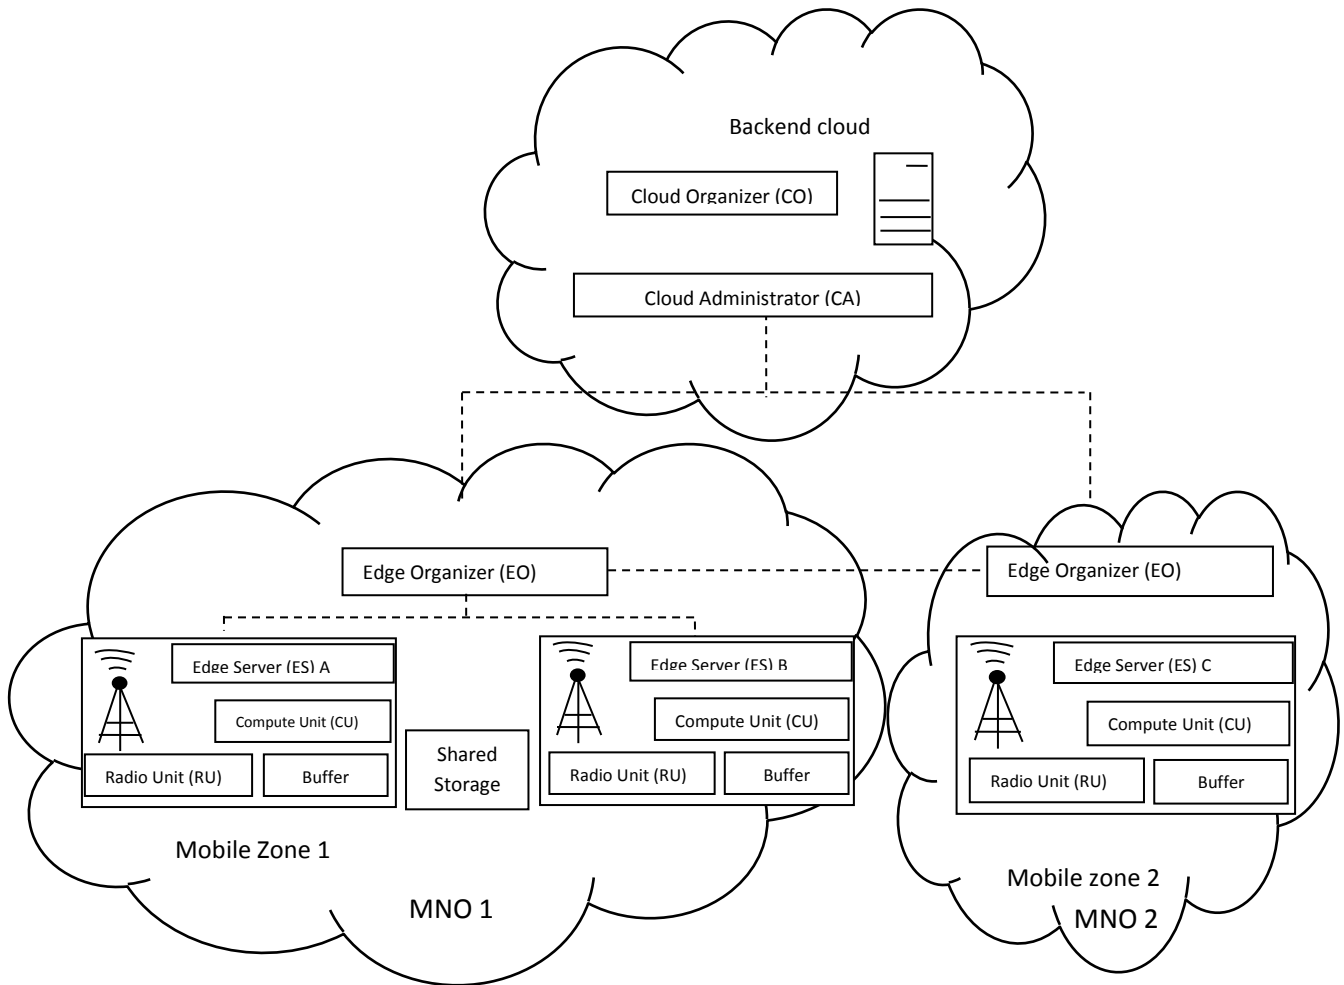 Backend cloud
Cloud Organizer (CO)
Cloud Administrator (CA)
Edge Organizer (EO)
Edge Organizer (EO)
Edge Server (ES) A
Compute Unit (CU)
Radio Unit (RU)
Buffer
Shared
Storage
Edge Server (ES) B
Compute Unit (CU)
Radio Unit (RU)
Buffer
Edge Server (ES) C
Compute Unit (CU)
Radio Unit (RU)
Buffer
Mobile Zone 1
MNO 1
Mobile zone 2
MNO 2